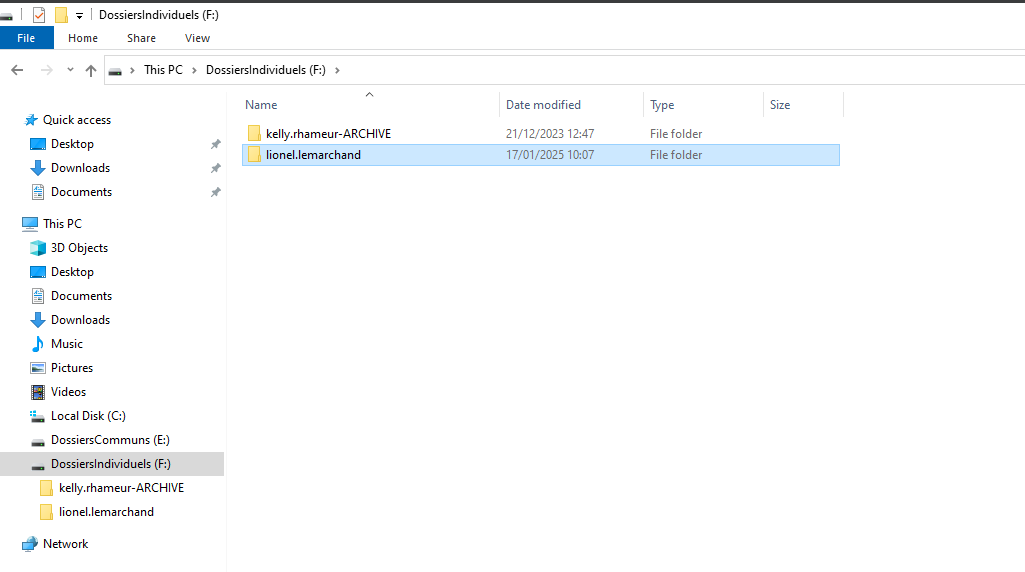 DossiersIndividuels (F:)
File Home Share View
This PC DossiersIndividuels (F:)
Name Date modified Type Size
Quick access
Desktop
Downloads
Documents
This PC
3D Objects
Desktop
Documents
Downloads
Music
Pictures
Videos
Local Disk (C:)
DossiersCommuns (E:)
DossiersIndividuels (F:)
kelly.rhameur-ARCHIVE
lionel.lemarchand
Network
kelly.rhameur-ARCHIVE 21/12/2023 12:47 File folder
lionel.lemarchand 17/01/2025 10:07 File folder